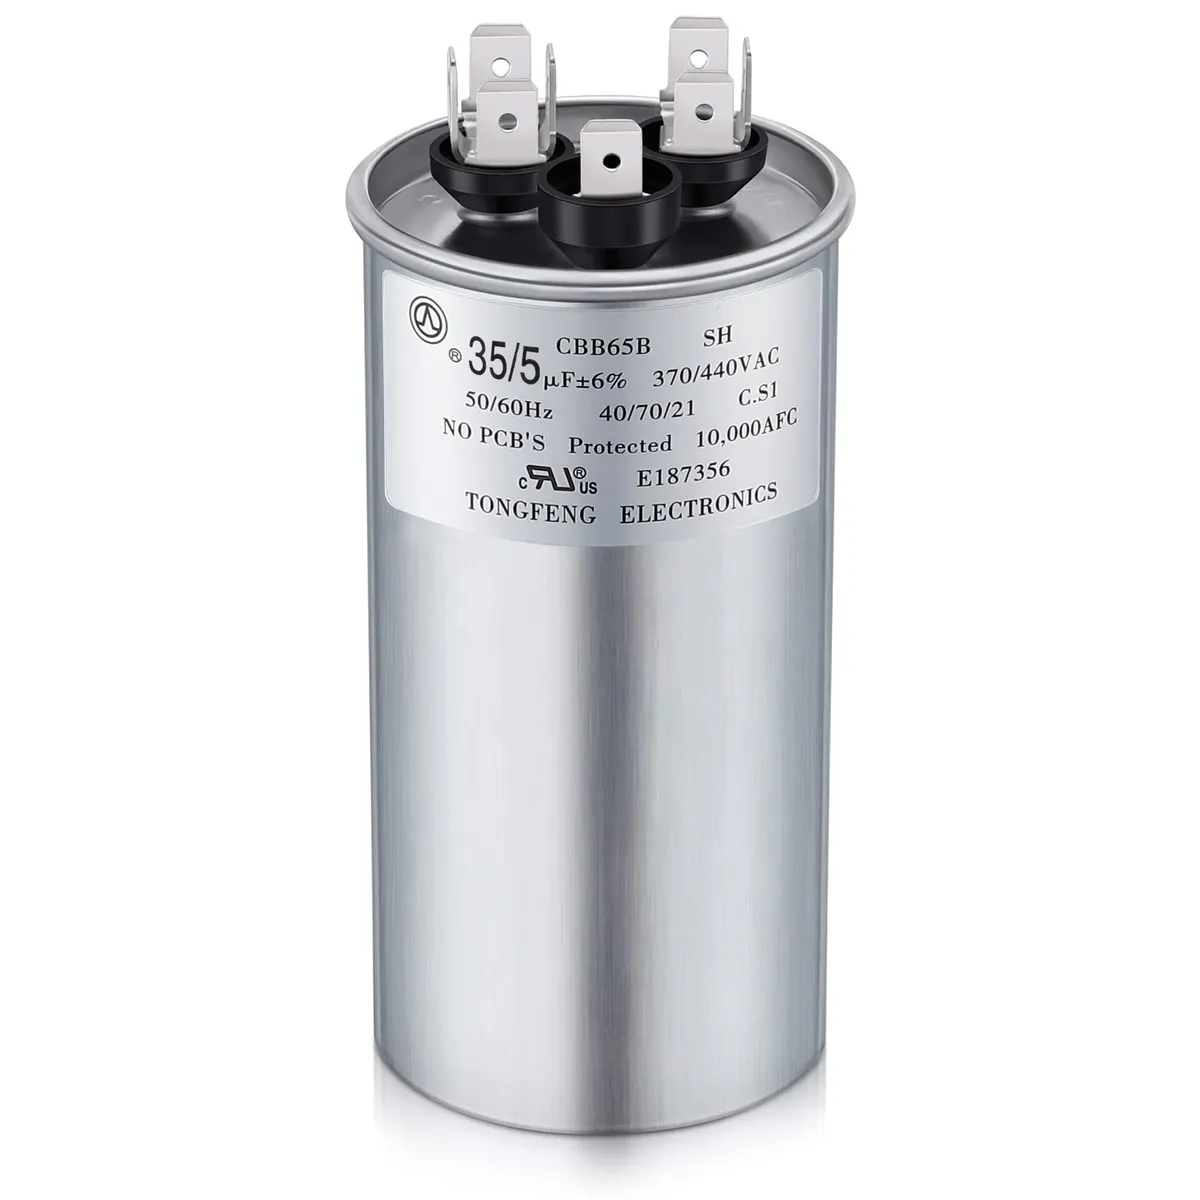 CBB65B SH
® 35/5 µF±6% 370/440VAC
50/60Hz 40/70/21 C.S1
NO PCB'S Protected 10,000AFC
c RU® US E187356
TONGFENG ELECTRONICS